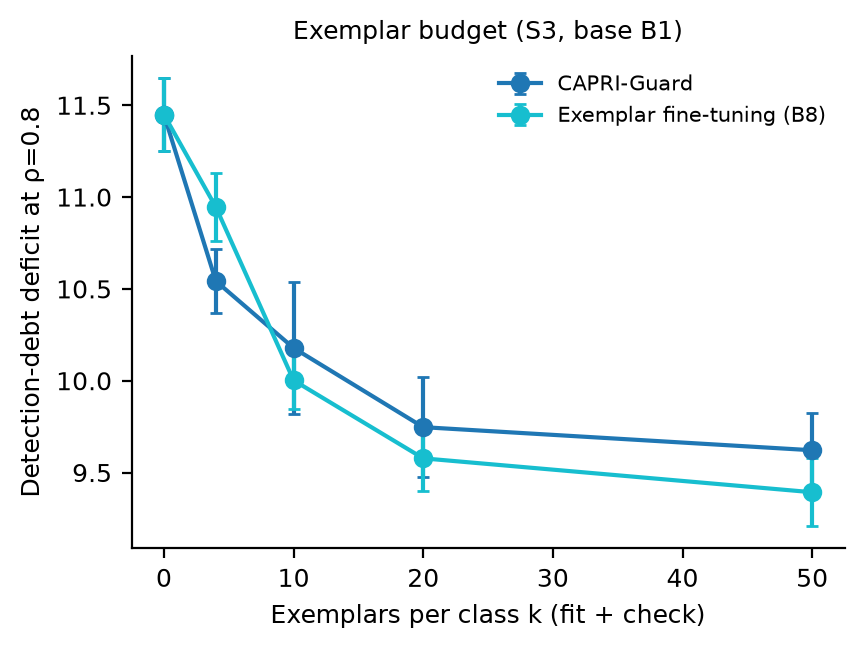 Exemplar budget (S3, base B1)
CAPRI-Guard
Exemplar fine-tuning (B8)
Detection-debt deficit at ρ=0.8
11.5
11.0
10.5
10.0
9.5
0 10 20 30 40 50
Exemplars per class k (fit + check)